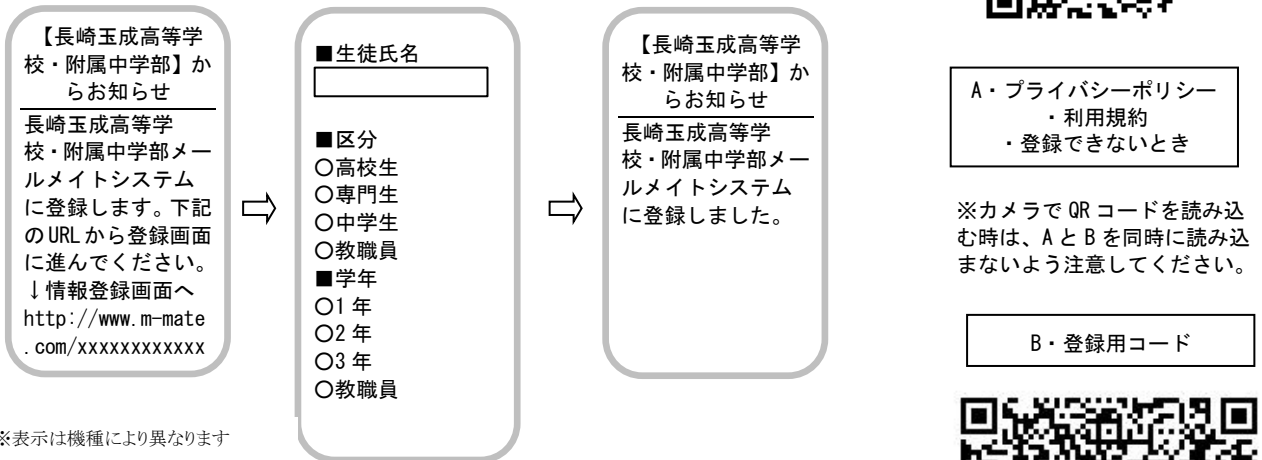 【長崎玉成高等学
校・附属中学部】か
らお知らせ
長崎玉成高等学
校・附属中学部メー
ルメイトシステム
に登録します。下記
のURLから登録画面
に進んでください。
↓情報登録画面へ
http://www.m-mate
.com/xxxxxxxxxxxx
※表示は機種により異なります
■生徒氏名
■区分
○高校生
○専門生
○中学生
○教職員
■学年
○1年
○2年
○3年
○教職員
【長崎玉成高等学
校・附属中学部】か
らお知らせ
長崎玉成高等学
校・附属中学部メー
ルメイトシステム
に登録しました。
A・プライバシーポリシー
・利用規約
・登録できないとき
※カメラでQRコードを読み込
む時は、AとBを同時に読み込
まないよう注意してください。
B・登録用コード